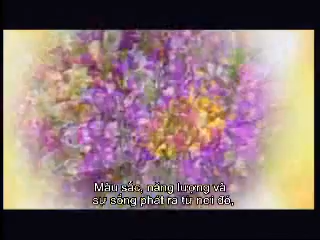 Màu sắc, năng lượng và
sự sống phát ra từ nơi đó,